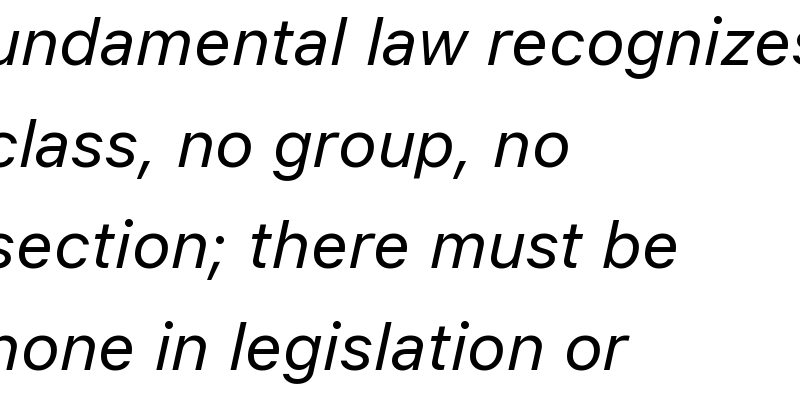 undamental law recognizes
class, no group, no
section; there must be
none in legislation or